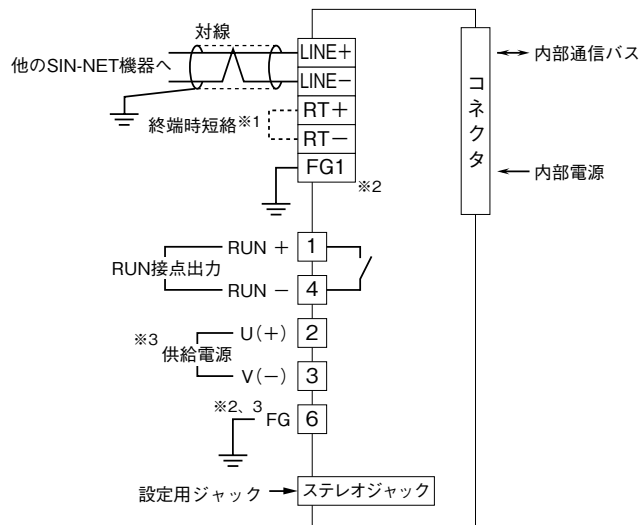 対線
他のSIN-NET機器へ
LINE+
LINE−
RT+
RT−
終端時短絡※1
FG1
※2
コネクタ
内部通信バス
内部電源
RUN + 1
RUN接点出力
RUN − 4
U(+) 2
※3 供給電源
V(−) 3
※2、3 FG 6
設定用ジャック
ステレオジャック